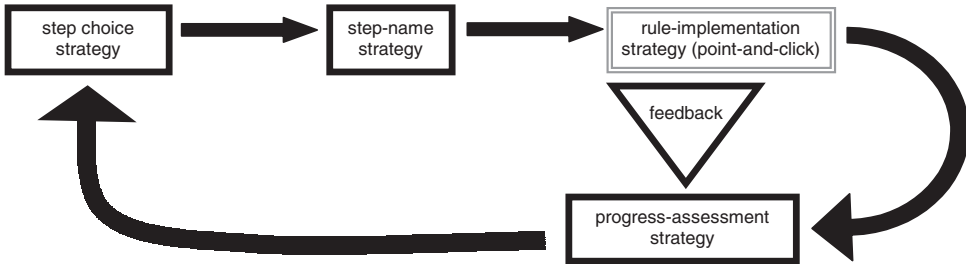 step choice
strategy
step-name
strategy
rule-implementation
strategy (point-and-click)
feedback
progress-assessment
strategy